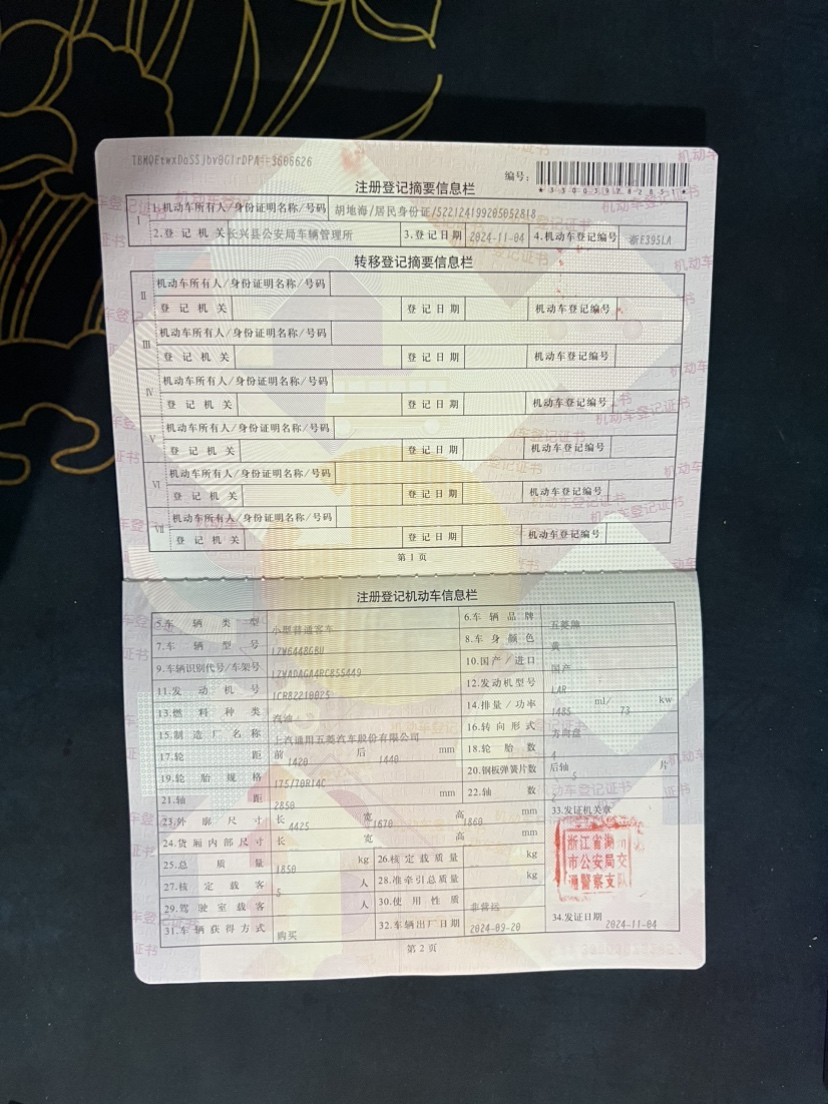 编号:
注册登记摘要信息栏
I 1.机动车所有人/身份证明名称/号码 胡地海/居民身份证/522124199205052818
2.登记机关 长兴县公安局车辆管理所 3.登记日期 2024-11-04 4.机动车登记编号 浙E395LA
转移登记摘要信息栏
II 机动车所有人/身份证明名称/号码
登记机关 登记日期 机动车登记编号
III 机动车所有人/身份证明名称/号码
登记机关 登记日期 机动车登记编号
IV 机动车所有人/身份证明名称/号码
登记机关 登记日期 机动车登记编号
V 机动车所有人/身份证明名称/号码
登记机关 登记日期 机动车登记编号
VI 机动车所有人/身份证明名称/号码
登记机关 登记日期 机动车登记编号
VII 机动车所有人/身份证明名称/号码
登记机关 登记日期 机动车登记编号
第1页
注册登记机动车信息栏
5.车辆类型 小型普通客车 6.车辆品牌 五菱牌
7.车辆型号 LZW6448GBU 8.车身颜色 黄
9.车辆识别代号/车架号 10.国产/进口 国产
11.发动机号 12.发动机型号 LAR
13.燃料种类 汽油 14.排量/功率 1485 ml/ 73 kw
15.制造厂名称 上汽通用五菱汽车股份有限公司 16.转向形式 方向盘
17.轮距 前 1420 后 1440 mm 18.轮胎数 4
19.轮胎规格 175/70R14C 20.钢板弹簧片数 后轴 5 片
21.轴距 2850 mm 22.轴数
23.外廓尺寸 长 4425 宽 1670 高 1860 mm 33.发证机关章
24.货厢内部尺寸 长 宽 高 mm
浙江省湖州
市公安局交
通警察支队
25.总质量 1850 kg 26.核定载质量 kg
27.核定载客 5 人 28.准牵引总质量 kg
29.驾驶室载客 人 30.使用性质 非营运
31.车辆获得方式 购买 32.车辆出厂日期 2024-09-20 34.发证日期 2024-11-04
第2页